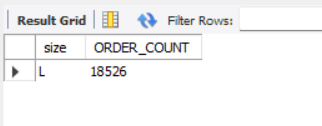 Result Grid Filter Rows:
size ORDER_COUNT
L 18526